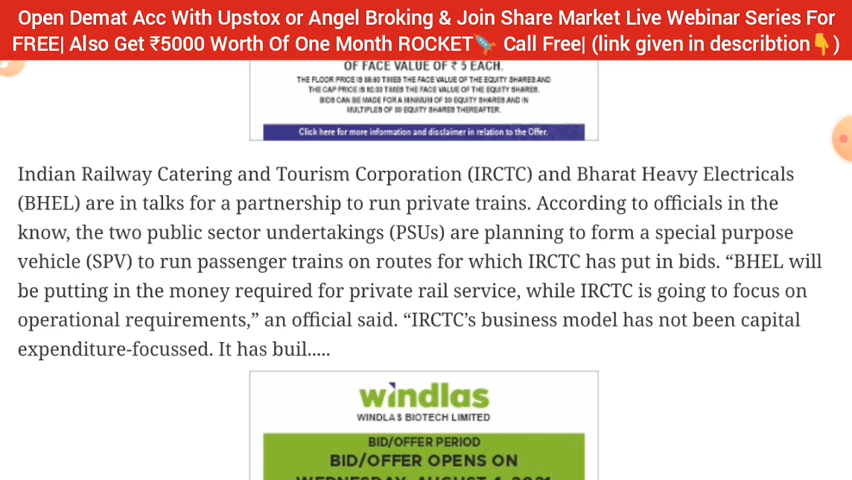 Open Demat Acc With Upstox or Angel Broking & Join Share Market Live Webinar Series For
FREE| Also Get ₹5000 Worth Of One Month ROCKET🚀 Call Free| (link given in describtion👇)
OF FACE VALUE OF ₹ 5 EACH.
THE FLOOR PRICE IS TIMES THE FACE VALUE OF THE EQUITY SHARES AND
THE CAP PRICE IS TIMES THE FACE VALUE OF THE EQUITY SHARES.
BIDS CAN BE MADE FOR A MINIMUM OF 30 EQUITY SHARES AND IN
MULTIPLES OF 30 EQUITY SHARES THEREAFTER.
Click here for more information and disclaimer in relation to the Offer.
Indian Railway Catering and Tourism Corporation (IRCTC) and Bharat Heavy Electricals
(BHEL) are in talks for a partnership to run private trains. According to officials in the
know, the two public sector undertakings (PSUs) are planning to form a special purpose
vehicle (SPV) to run passenger trains on routes for which IRCTC has put in bids. “BHEL will
be putting in the money required for private rail service, while IRCTC is going to focus on
operational requirements,” an official said. “IRCTC’s business model has not been capital
expenditure-focussed. It has buil.....
windlas
WINDLAS BIOTECH LIMITED
BID/OFFER PERIOD
BID/OFFER OPENS ON
WEDNESDAY, AUGUST 4, 2021